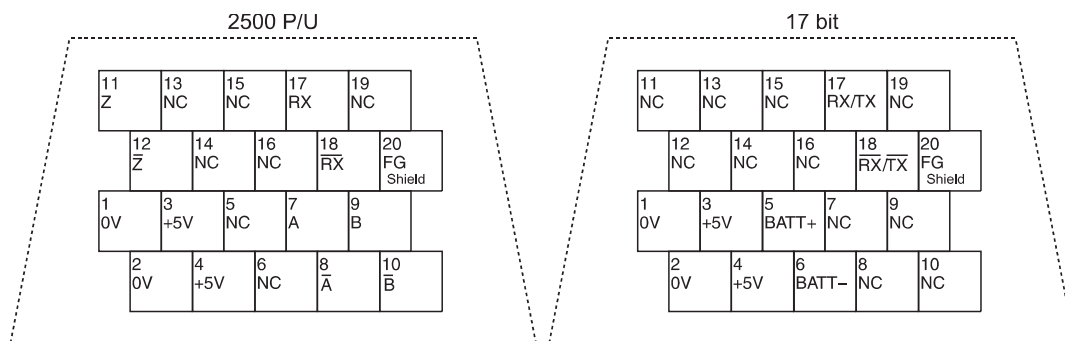 2500 P/U
11 13 15 17 19
Z NC NC RX NC
12 14 16 18 20
Z̅ NC NC R̅X̅ FG
Shield
1 3 5 7 9
0V +5V NC A B
2 4 6 8 10
0V +5V NC A̅ B̅
17 bit
11 13 15 17 19
NC NC NC RX/TX NC
12 14 16 18 20
NC NC NC R̅X̅/T̅X̅ FG
Shield
1 3 5 7 9
0V +5V BATT+ NC NC
2 4 6 8 10
0V +5V BATT– NC NC